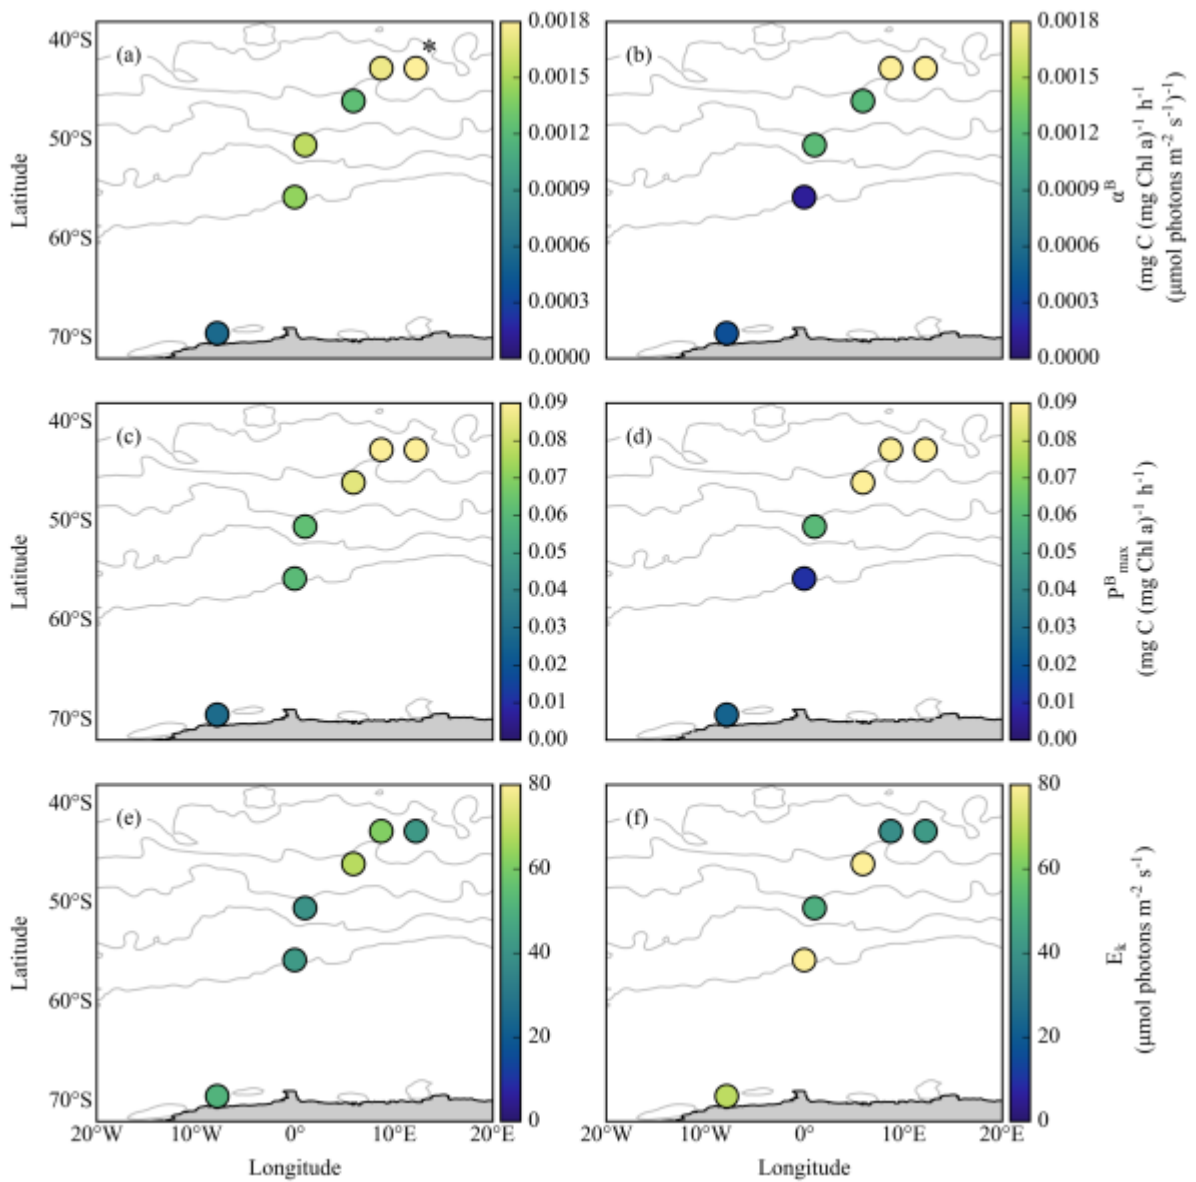 40°S
50°S
60°S
70°S
Latitude
(a)
*
0.0018
0.0015
0.0012
0.0009
0.0006
0.0003
0.0000
(b)
0.0018
0.0015
0.0012
0.0009
0.0006
0.0003
0.0000
α^B
(mg C (mg Chl a)⁻¹ h⁻¹
(μmol photons m⁻² s⁻¹)⁻¹)
40°S
50°S
60°S
70°S
Latitude
(c)
0.09
0.08
0.07
0.06
0.05
0.04
0.03
0.02
0.01
0.00
(d)
0.09
0.08
0.07
0.06
0.05
0.04
0.03
0.02
0.01
0.00
P^B_max
(mg C (mg Chl a)⁻¹ h⁻¹)
40°S
50°S
60°S
70°S
Latitude
(e)
80
60
40
20
0
20°W 10°W 0° 10°E 20°E
Longitude
(f)
80
60
40
20
0
20°W 10°W 0° 10°E 20°E
Longitude
E_k
(μmol photons m⁻² s⁻¹)